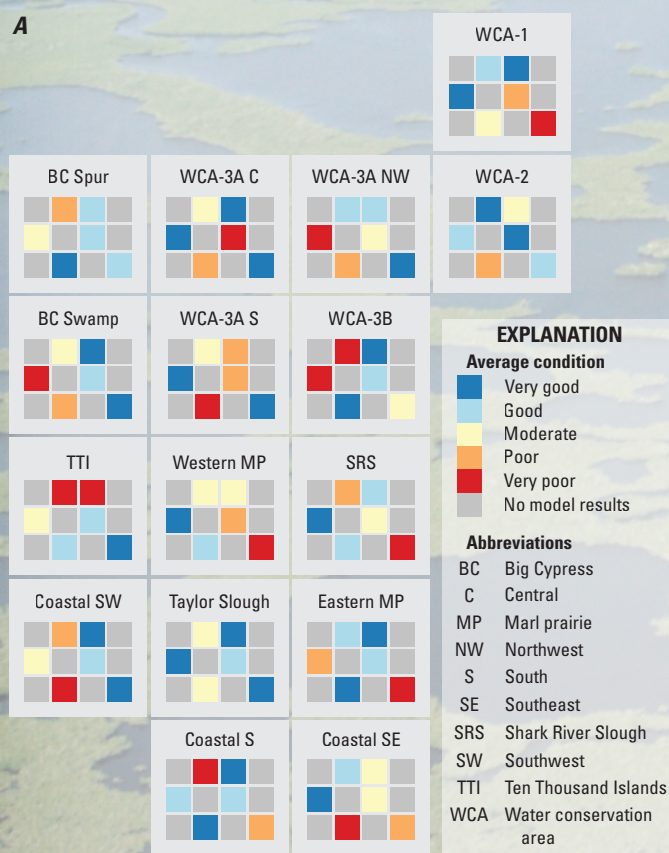 A
WCA-1
BC Spur
WCA-3A C
WCA-3A NW
WCA-2
BC Swamp
WCA-3A S
WCA-3B
TTI
Western MP
SRS
Coastal SW
Taylor Slough
Eastern MP
Coastal S
Coastal SE
EXPLANATION
Average condition
Very good
Good
Moderate
Poor
Very poor
No model results
Abbreviations
BC Big Cypress
C Central
MP Marl prairie
NW Northwest
S South
SE Southeast
SRS Shark River Slough
SW Southwest
TTI Ten Thousand Islands
WCA Water conservation
area